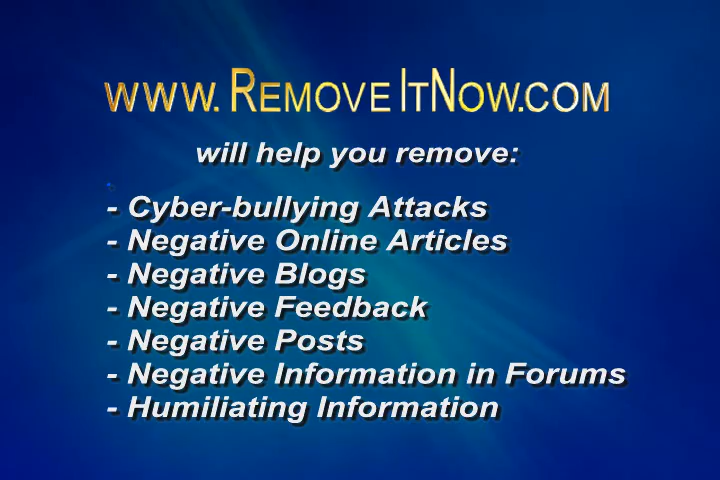 www. RemoveItNow.com
will help you remove:
- Cyber-bullying Attacks
- Negative Online Articles
- Negative Blogs
- Negative Feedback
- Negative Posts
- Negative Information in Forums
- Humiliating Information